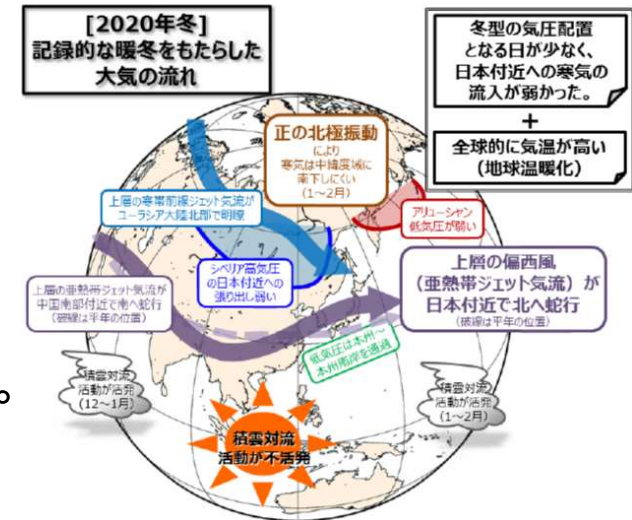 [2020年冬]
記録的な暖冬をもたらした
大気の流れ
冬型の気圧配置
となる日が少なく、
日本付近への寒気の
流入が弱かった。
+
全球的に気温が高い
(地球温暖化)
正の北極振動
により
寒気は中緯度域に
南下しにくい
(1~2月)
上層の寒帯前線ジェット気流が
ユーラシア大陸北部で明瞭
アリューシャン
低気圧が弱い
シベリア高気圧
の日本付近への
張り出し弱い
上層の偏西風
(亜熱帯ジェット気流)が
日本付近で北へ蛇行
(破線は平年の位置)
上層の亜熱帯ジェット気流が
中国南部付近で南へ蛇行
(破線は平年の位置)
低気圧は本州~
本州南岸を通過
積雲対流
活動が活発
(12~1月)
積雲対流
活動が活発
(1~2月)
。
積雲対流
活動が不活発